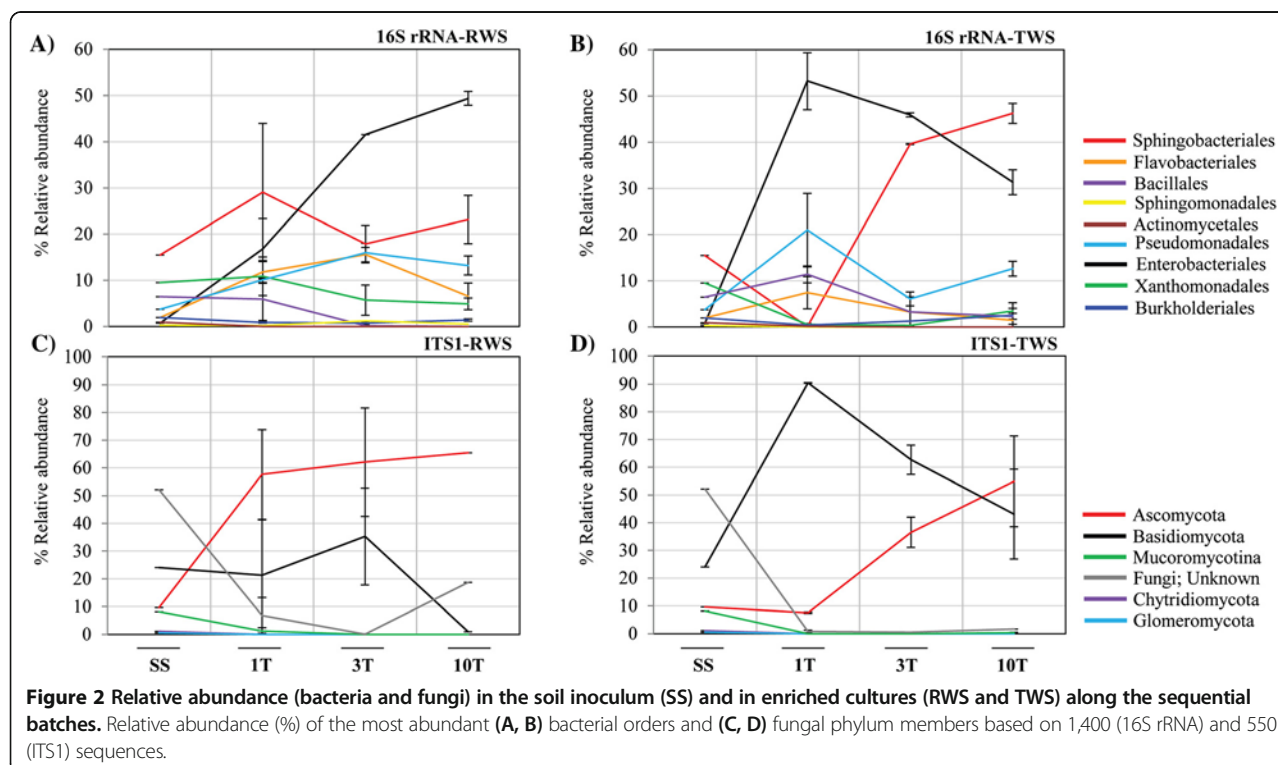 A)
16S rRNA-RWS
60
50
40
30
20
10
0
% Relative abundance
B)
16S rRNA-TWS
60
50
40
30
20
10
0
% Relative abundance
Sphingobacteriales
Flavobacteriales
Bacillales
Sphingomonadales
Actinomycetales
Pseudomonadales
Enterobacteriales
Xanthomonadales
Burkholderiales
C)
ITS1-RWS
100
90
80
70
60
50
40
30
20
10
0
% Relative abundance
SS 1T 3T 10T
D)
ITS1-TWS
100
90
80
70
60
50
40
30
20
10
0
% Relative abundance
SS 1T 3T 10T
Ascomycota
Basidiomycota
Mucoromycotina
Fungi; Unknown
Chytridiomycota
Glomeromycota
Figure 2 Relative abundance (bacteria and fungi) in the soil inoculum (SS) and in enriched cultures (RWS and TWS) along the sequential
batches. Relative abundance (%) of the most abundant (A, B) bacterial orders and (C, D) fungal phylum members based on 1,400 (16S rRNA) and 550
(ITS1) sequences.